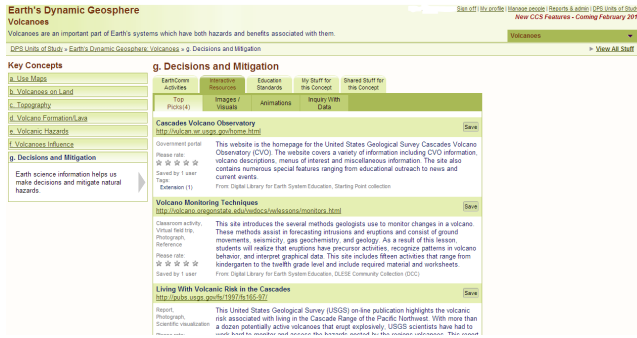 Earth's Dynamic Geosphere
Sign off | My profile | Manage people | Reports & admin | DPS Units of Study
Volcanoes
New CCS Features - Coming February 201
Volcanoes are an important part of Earth's systems which have both hazards and benefits associated with them.
Volcanoes
DPS Units of Study » Earth's Dynamic Geosphere: Volcanoes » g. Decisions and Mitigation
View All Stuff
Key Concepts
a. Use Maps
b. Volcanoes on Land
c. Topography
d. Volcano Formation/Lava
e. Volcanic Hazards
f. Volcanoes Influence
g. Decisions and Mitigation
Earth science information helps us
make decisions and mitigate natural
hazards.
g. Decisions and Mitigation
EarthComm Activities
Interactive Resources
Education Standards
My Stuff for this Concept
Shared Stuff for this Concept
Top Picks(4)
Images / Visuals
Animations
Inquiry With Data
Cascades Volcano Observatory
http://vulcan.wr.usgs.gov/home.html
Save
Government portal
Please rate:
Saved by 1 user
Tags:
Extension (1)
This website is the homepage for the United States Geological Survey Cascades Volcano
Observatory (CVO). The website covers a variety of information including CVO information,
volcano descriptions, menus of interest and miscellaneous information. The site also
contains numerous special features ranging from educational outreach to news and
current events.
From: Digital Library for Earth System Education, Starting Point collection
Volcano Monitoring Techniques
http://volcano.oregonstate.edu/vwdocs/vwlessons/monitors.html
Save
Classroom activity,
Virtual field trip,
Photograph,
Reference
Please rate:
Saved by 1 user
This site introduces the several methods geologists use to monitor changes in a volcano.
These methods assist in forecasting intrusions and eruptions and consist of ground
movements, seismicity, gas geochemistry, and geology. As a result of this lesson,
students will realize that eruptions have precursor activities, recognize patterns in volcano
behavior, and interpret graphical data. This site includes fifteen activities that range from
kindergarten to the twelfth grade level and include required material and worksheets.
From: Digital Library for Earth System Education, DLESE Community Collection (DCC)
Living With Volcanic Risk in the Cascades
http://pubs.usgs.gov/fs/1997/fs165-97/
Save
Report,
Photograph,
Scientific visualization
This United States Geological Survey (USGS) on-line publication highlights the volcanic
risk associated with living in the Cascade Range of the Pacific Northwest. With more than
a dozen potentially active volcanoes that erupt explosively, USGS scientists have had to